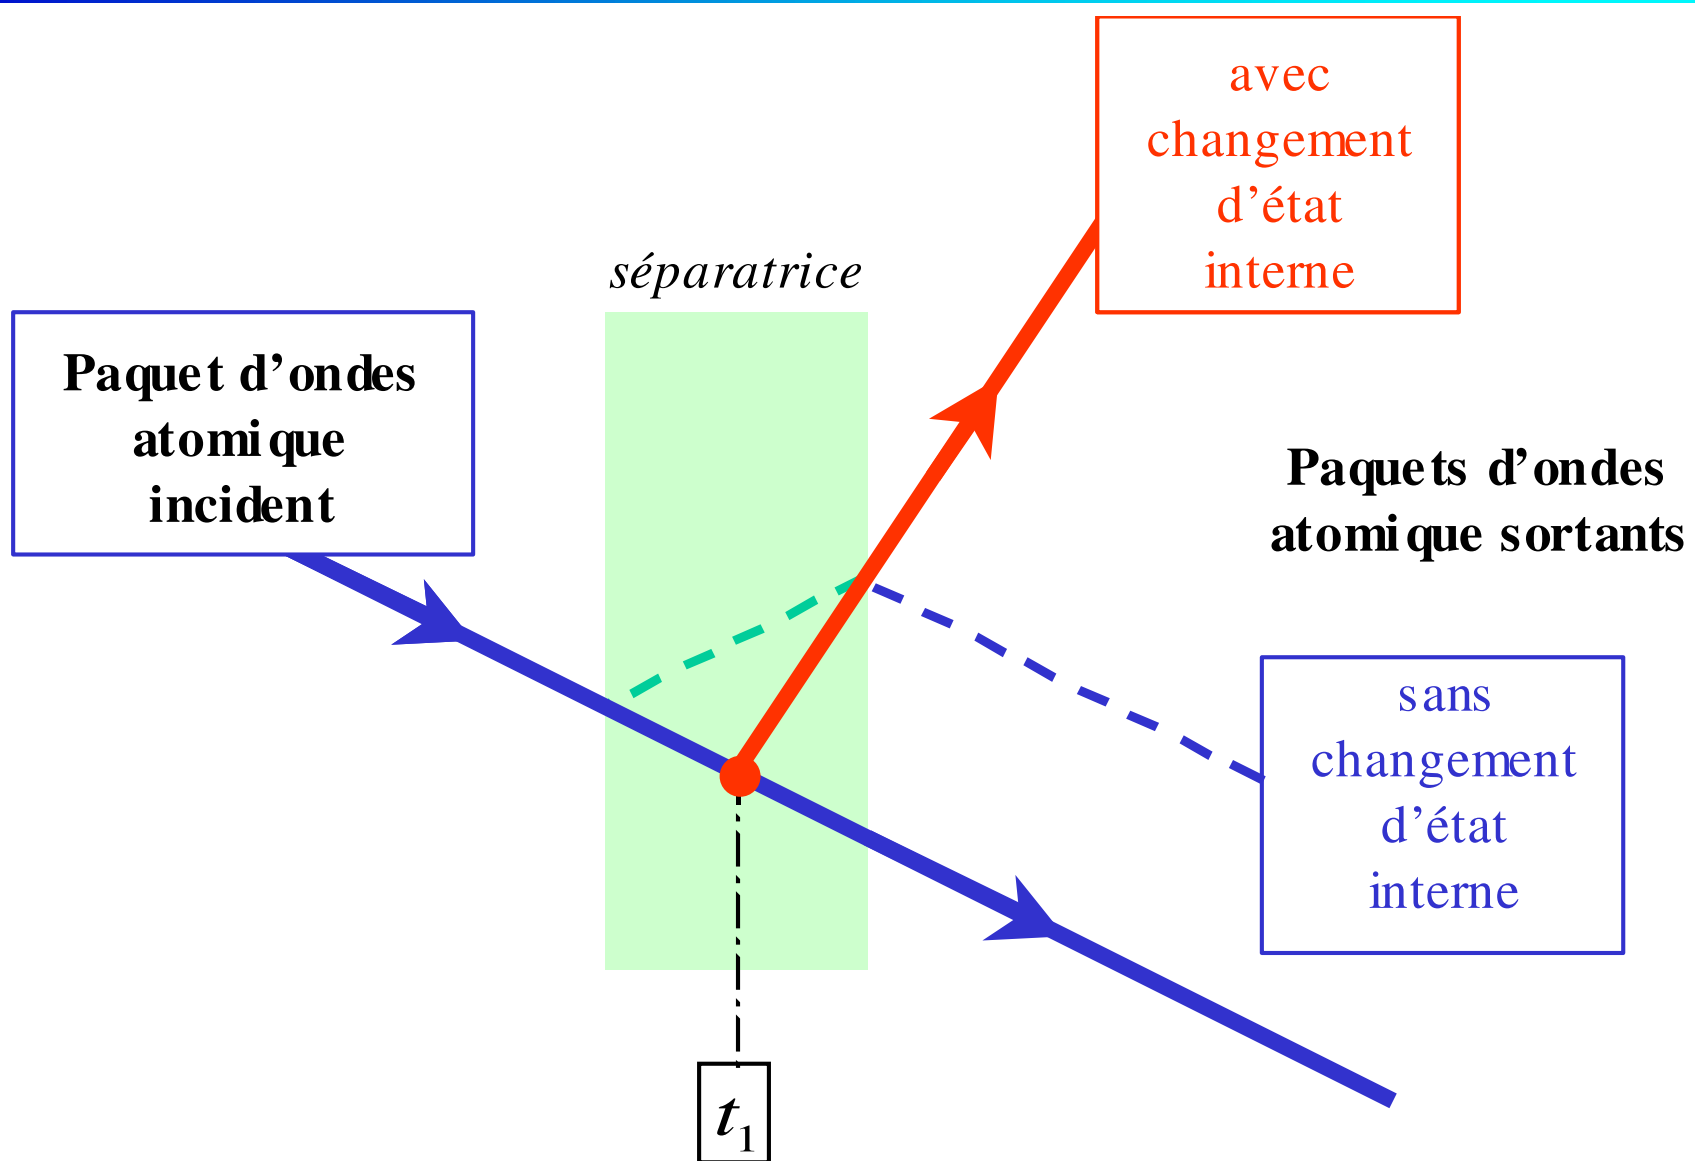 avec
changement
d’état
interne
séparatrice
Paquet d’ondes
atomique
incident
Paquets d’ondes
atomique sortants
sans
changement
d’état
interne
t₁